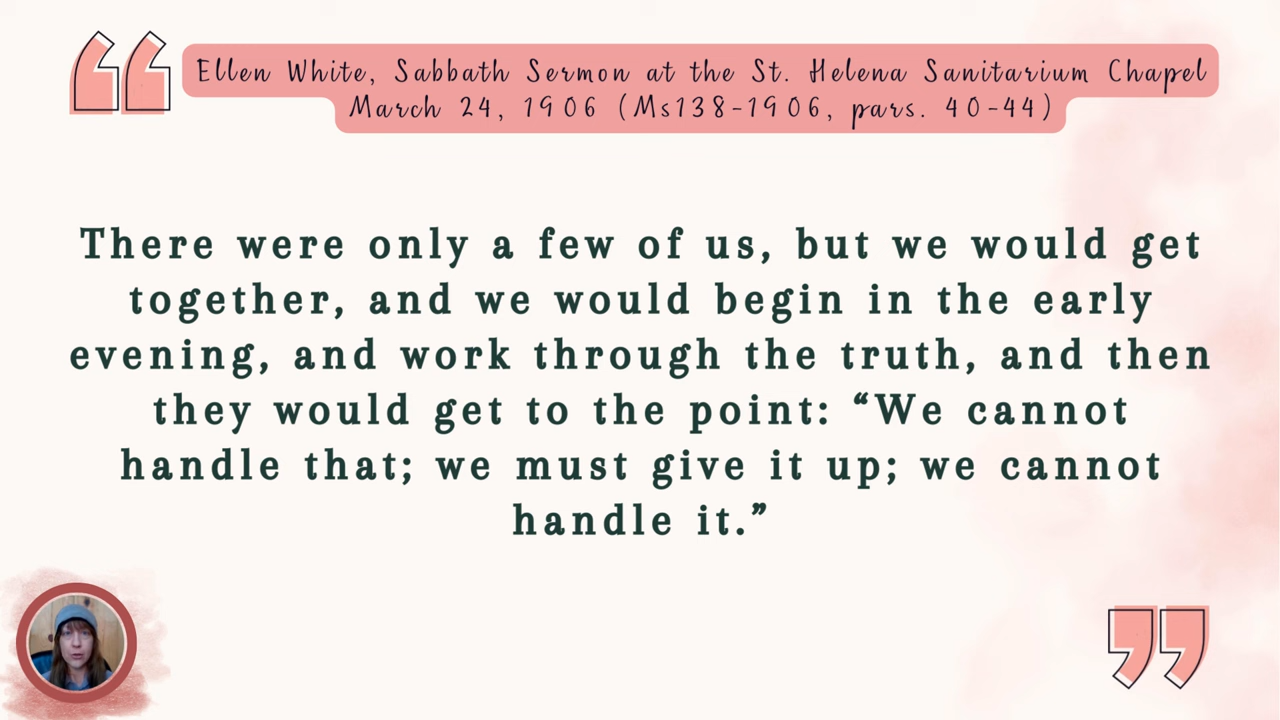 Ellen White, Sabbath Sermon at the St. Helena Sanitarium Chapel
March 24, 1906 (Ms138-1906, pars. 40-44)
There were only a few of us, but we would get
together, and we would begin in the early
evening, and work through the truth, and then
they would get to the point: “We cannot
handle that; we must give it up; we cannot
handle it.”